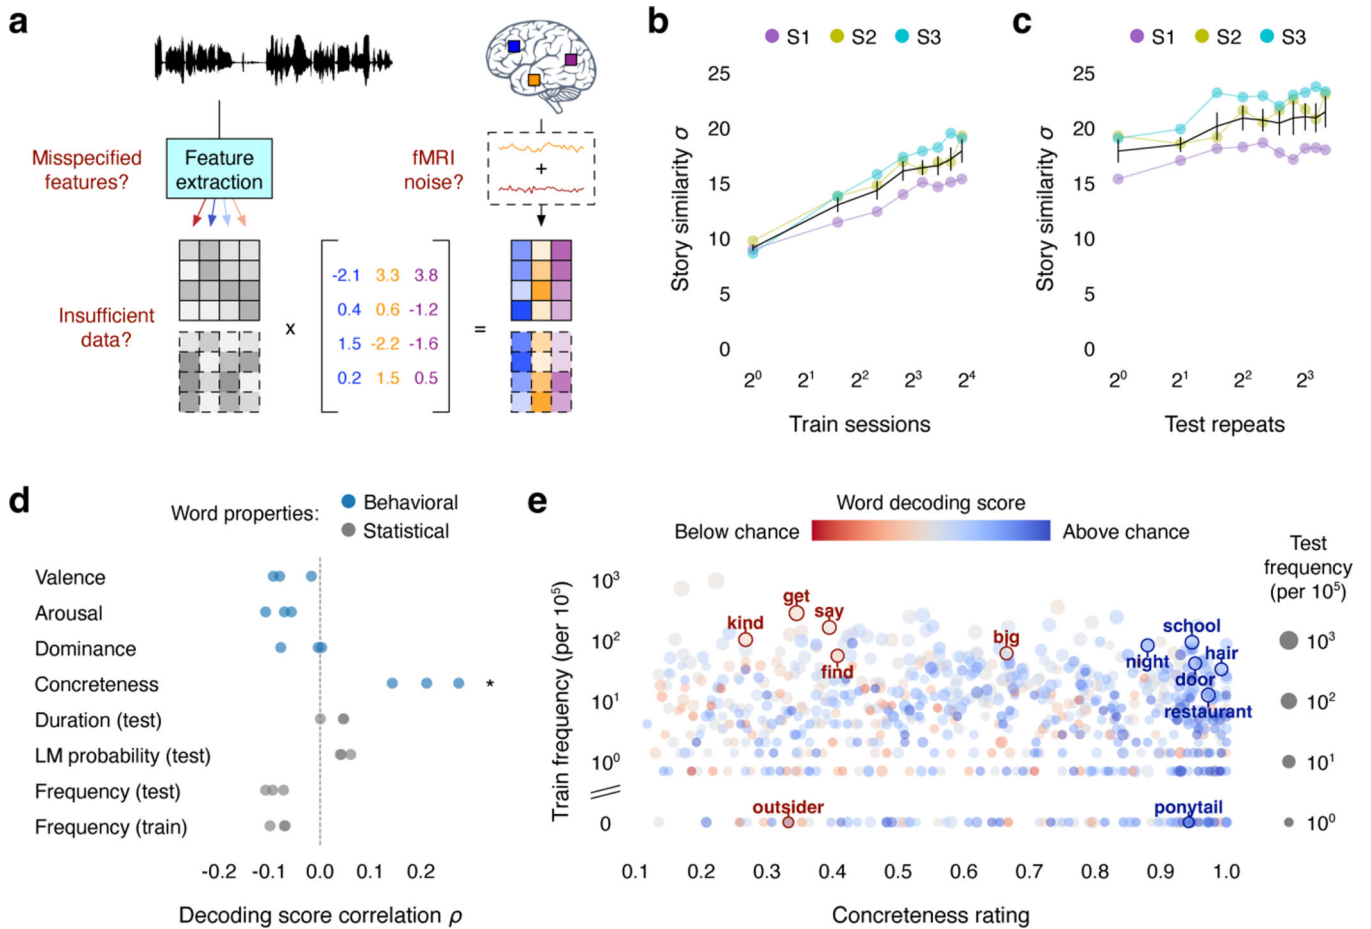 a
Misspecified
features?
Feature
extraction
fMRI
noise?
+
Insufficient
data?
x
-2.1 3.3 3.8
0.4 0.6 -1.2
1.5 -2.2 -1.6
0.2 1.5 0.5
=
b
S1 S2 S3
Story similarity σ
25
20
15
10
5
0
2⁰ 2¹ 2² 2³ 2⁴
Train sessions
c
S1 S2 S3
Story similarity σ
25
20
15
10
5
0
2⁰ 2¹ 2² 2³
Test repeats
d
Word properties:
Behavioral
Statistical
Valence
Arousal
Dominance
Concreteness
*
Duration (test)
LM probability (test)
Frequency (test)
Frequency (train)
-0.2 -0.1 0.0 0.1 0.2
Decoding score correlation ρ
e
Word decoding score
Below chance
Above chance
Test
frequency
(per 10⁵)
10³
10²
10¹
10⁰
Train frequency (per 10⁵)
10³
10²
10¹
10⁰
0
get
kind
say
find
big
school
night
hair
door
restaurant
outsider
ponytail
0.1 0.2 0.3 0.4 0.5 0.6 0.7 0.8 0.9 1.0
Concreteness rating